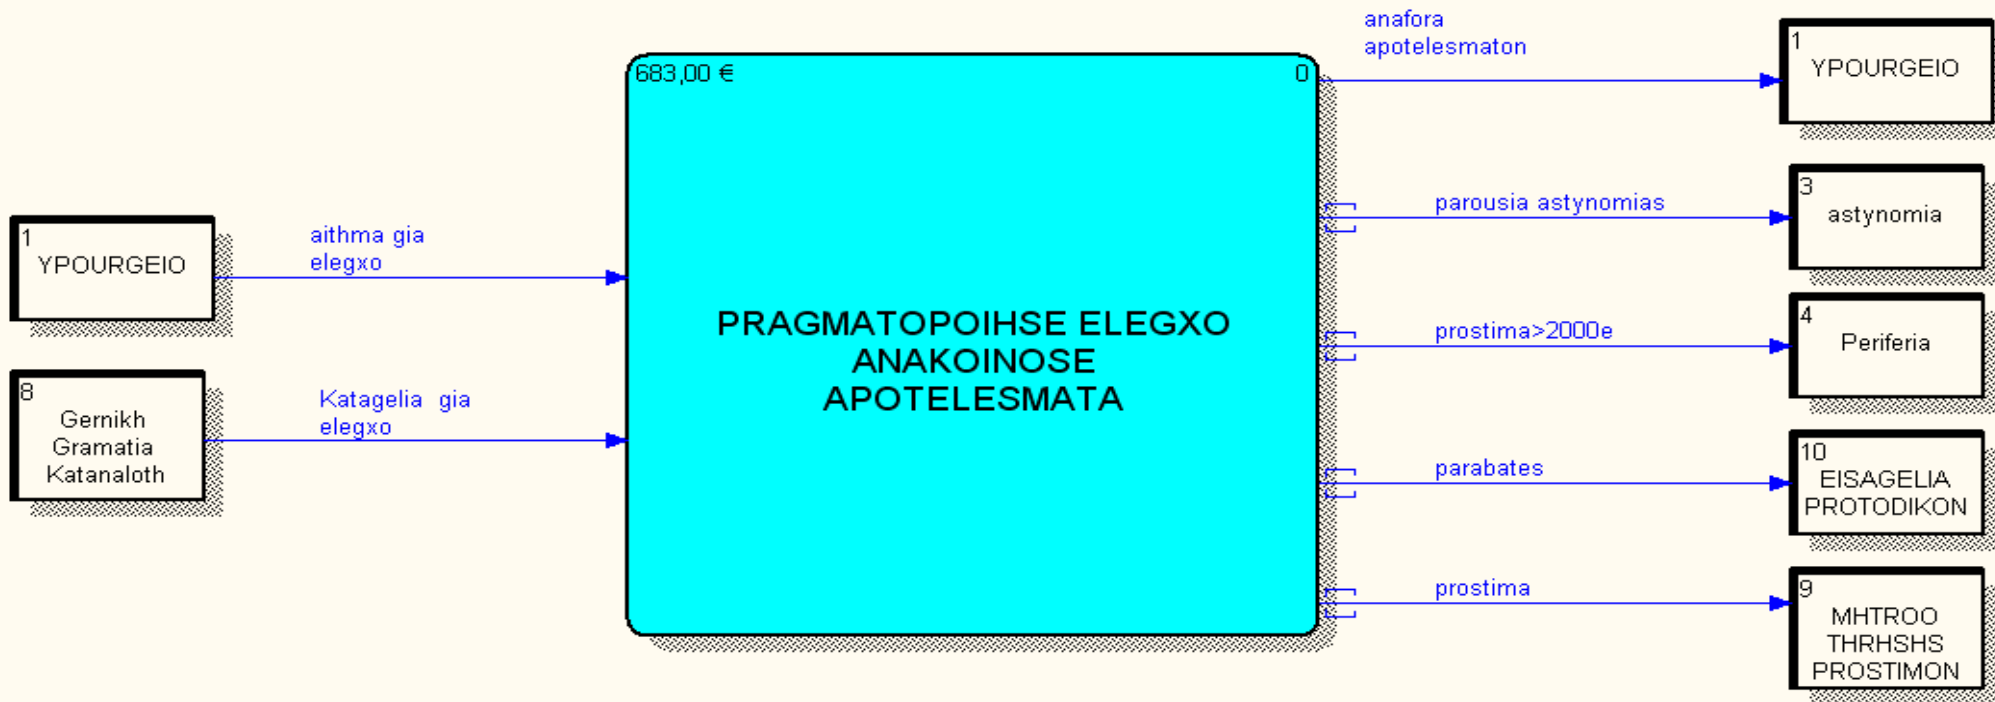 1
YPOURGEIO
aithma gia
elegxo
8
Gernikh
Gramatia
Katanaloth
Katagelia gia
elegxo
683,00 €
0
PRAGMATOPOIHSE ELEGXO
ANAKOINOSE
APOTELESMATA
anafora
apotelesmaton
1
YPOURGEIO
parousia astynomias
3
astynomia
prostima>2000e
4
Periferia
parabates
10
EISAGELIA
PROTODIKON
prostima
9
MHTROO
THRHSHS
PROSTIMON